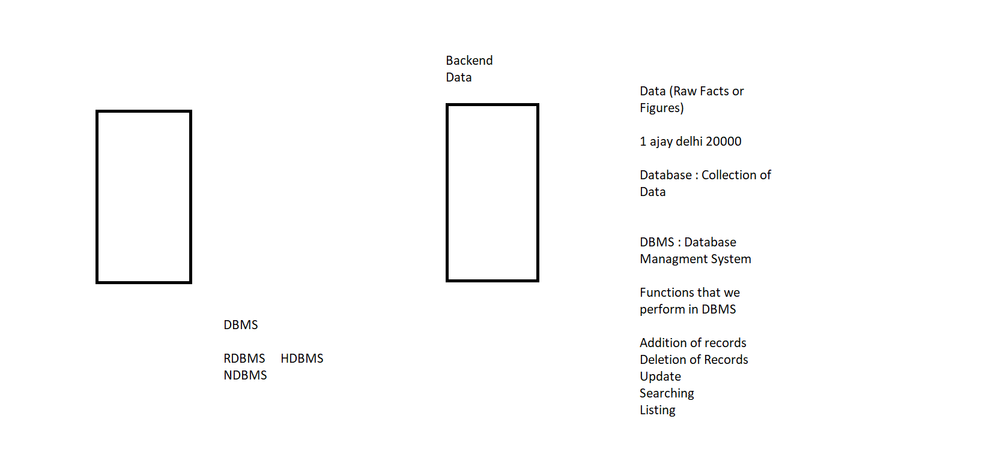 Backend
Data
Data (Raw Facts or
Figures)
1 ajay delhi 20000
Database : Collection of
Data
DBMS : Database
Managment System
Functions that we
perform in DBMS
Addition of records
Deletion of Records
Update
Searching
Listing
DBMS
RDBMS HDBMS
NDBMS